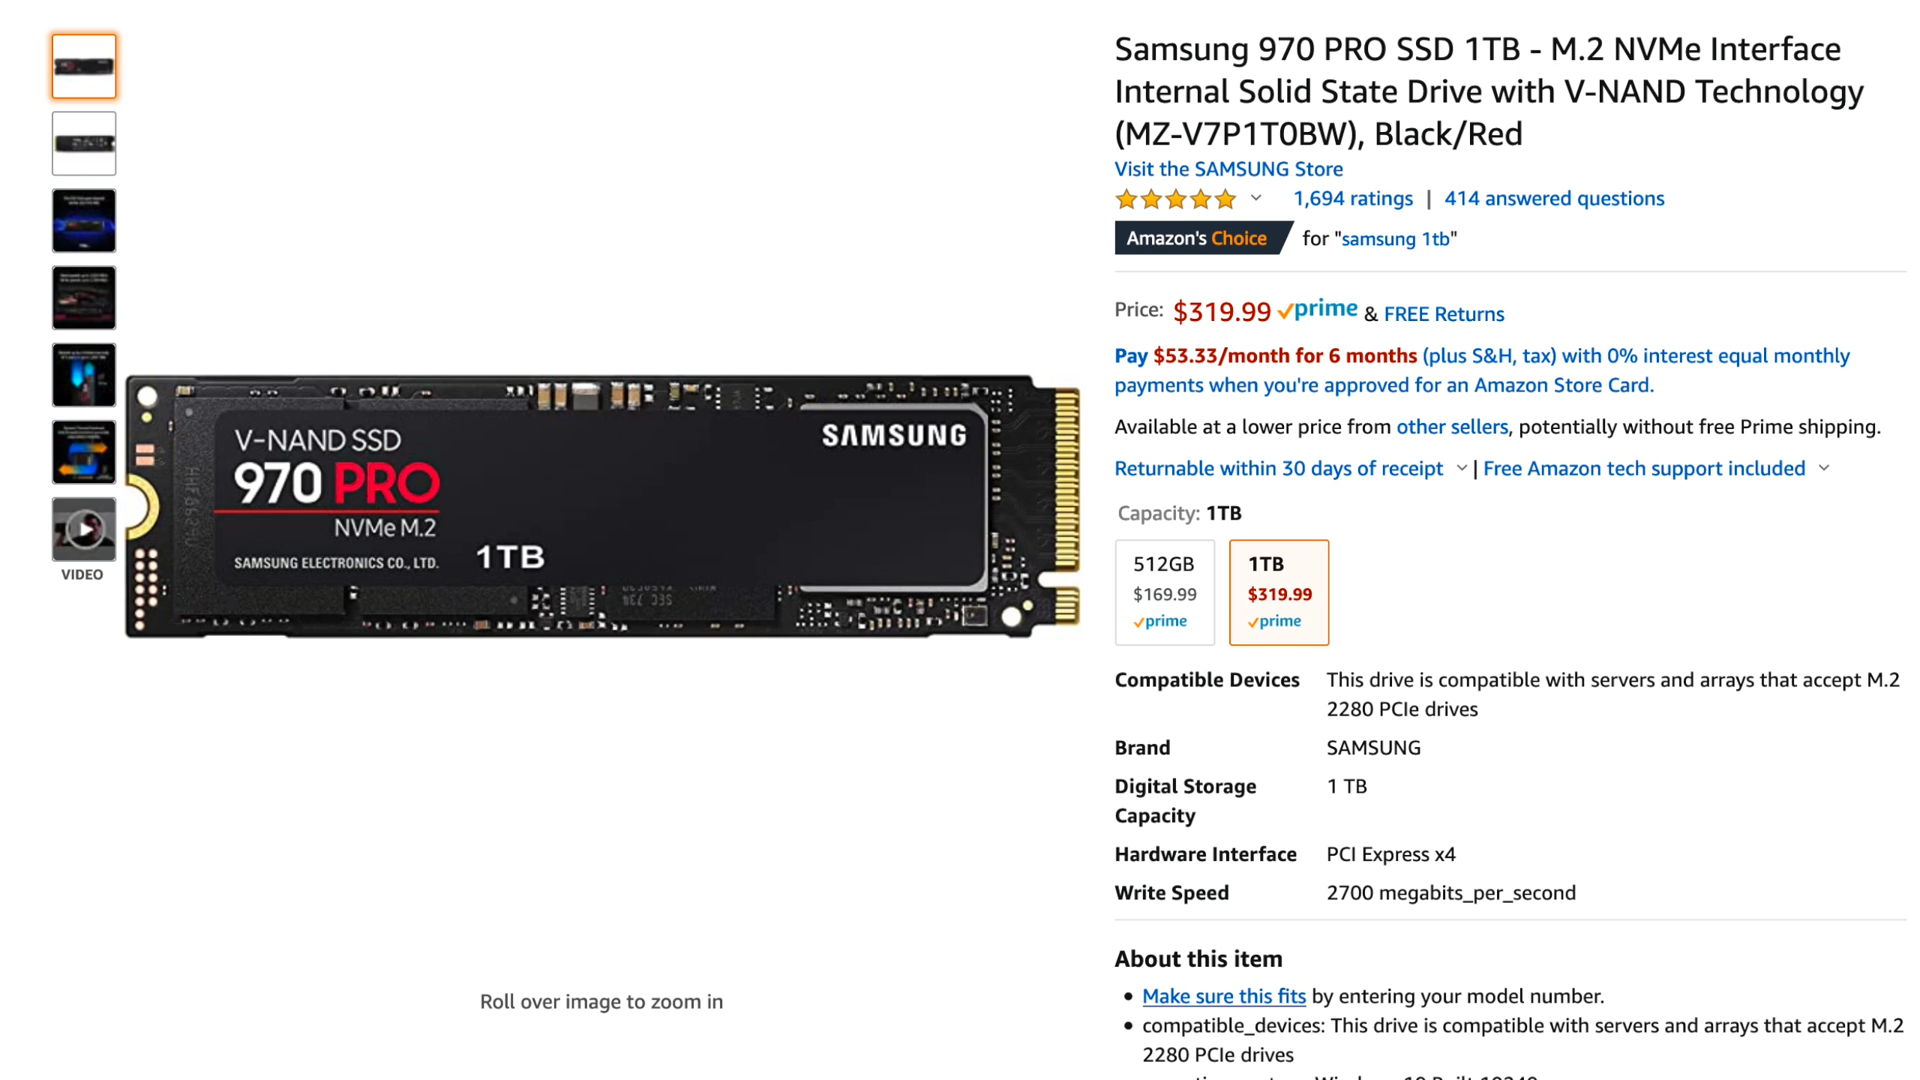 Samsung 970 PRO SSD 1TB - M.2 NVMe Interface
Internal Solid State Drive with V-NAND Technology
(MZ-V7P1T0BW), Black/Red
Visit the SAMSUNG Store
1,694 ratings | 414 answered questions
Amazon's Choice for "samsung 1tb"
Price: $319.99 prime & FREE Returns
Pay $53.33/month for 6 months (plus S&H, tax) with 0% interest equal monthly
payments when you're approved for an Amazon Store Card.
Available at a lower price from other sellers, potentially without free Prime shipping.
Returnable within 30 days of receipt | Free Amazon tech support included
Capacity: 1TB
512GB
$169.99
prime
1TB
$319.99
prime
Compatible Devices This drive is compatible with servers and arrays that accept M.2
2280 PCIe drives
Brand SAMSUNG
Digital Storage 1 TB
Capacity
Hardware Interface PCI Express x4
Write Speed 2700 megabits_per_second
About this item
• Make sure this fits by entering your model number.
• compatible_devices: This drive is compatible with servers and arrays that accept M.2
2280 PCIe drives
VIDEO
V-NAND SSD
970 PRO
NVMe M.2
SAMSUNG ELECTRONICS CO., LTD.
1TB
SAMSUNG
Roll over image to zoom in